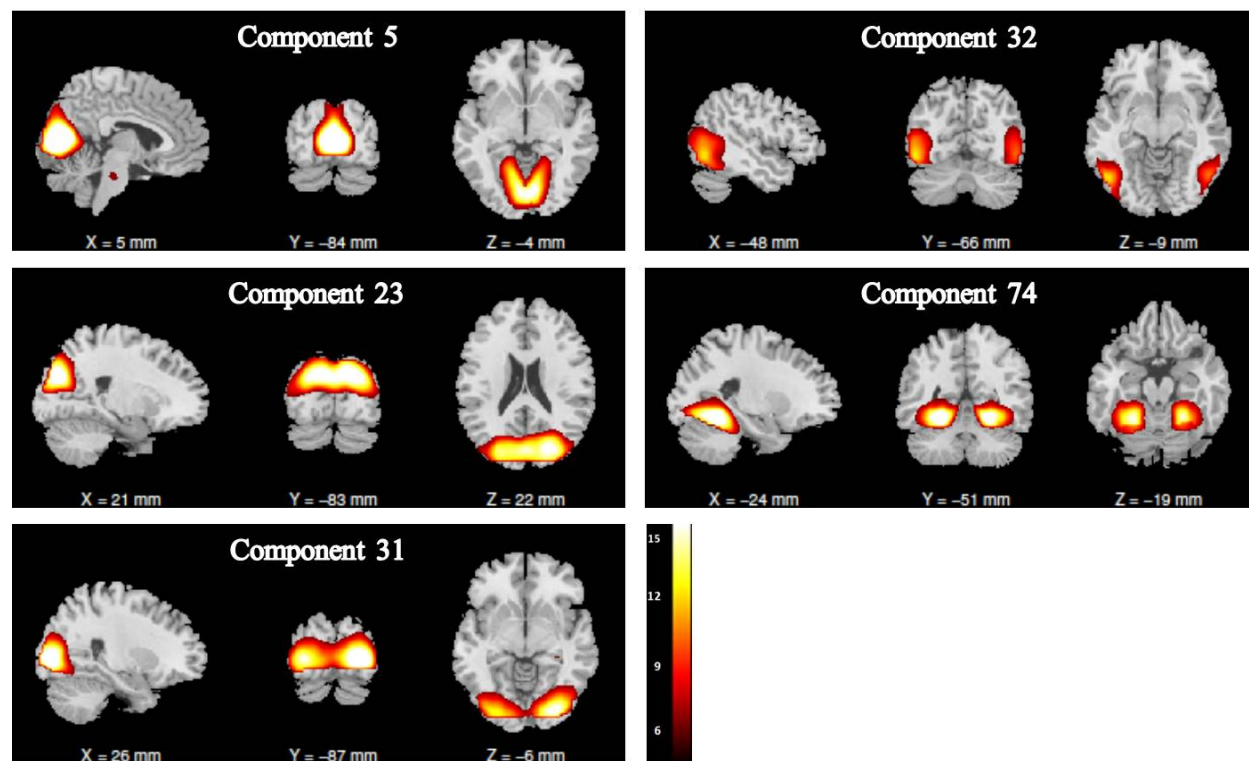 Component 5
X = 5 mm Y = −84 mm Z = −4 mm
Component 32
X = −48 mm Y = −66 mm Z = −9 mm
Component 23
X = 21 mm Y = −83 mm Z = 22 mm
Component 74
X = −24 mm Y = −51 mm Z = −19 mm
Component 31
X = 26 mm Y = −87 mm Z = −6 mm
15
12
9
6